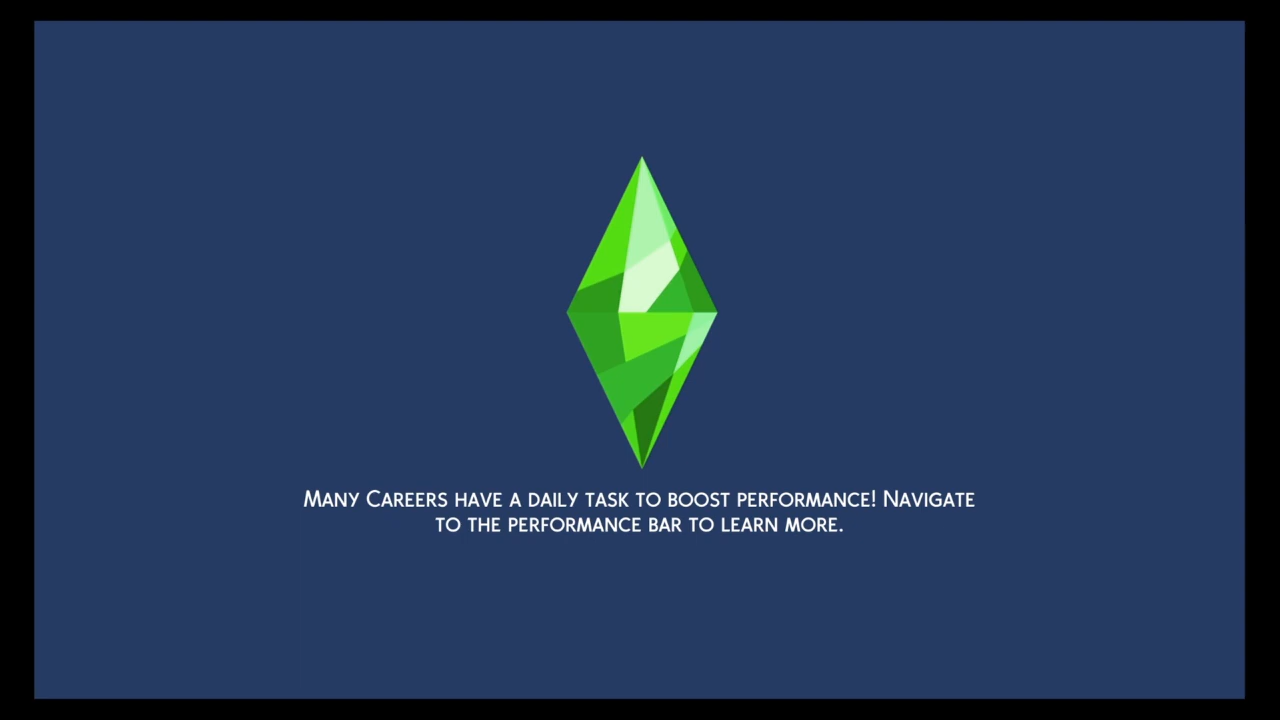 Many Careers have a daily task to boost performance! Navigate
to the performance bar to learn more.